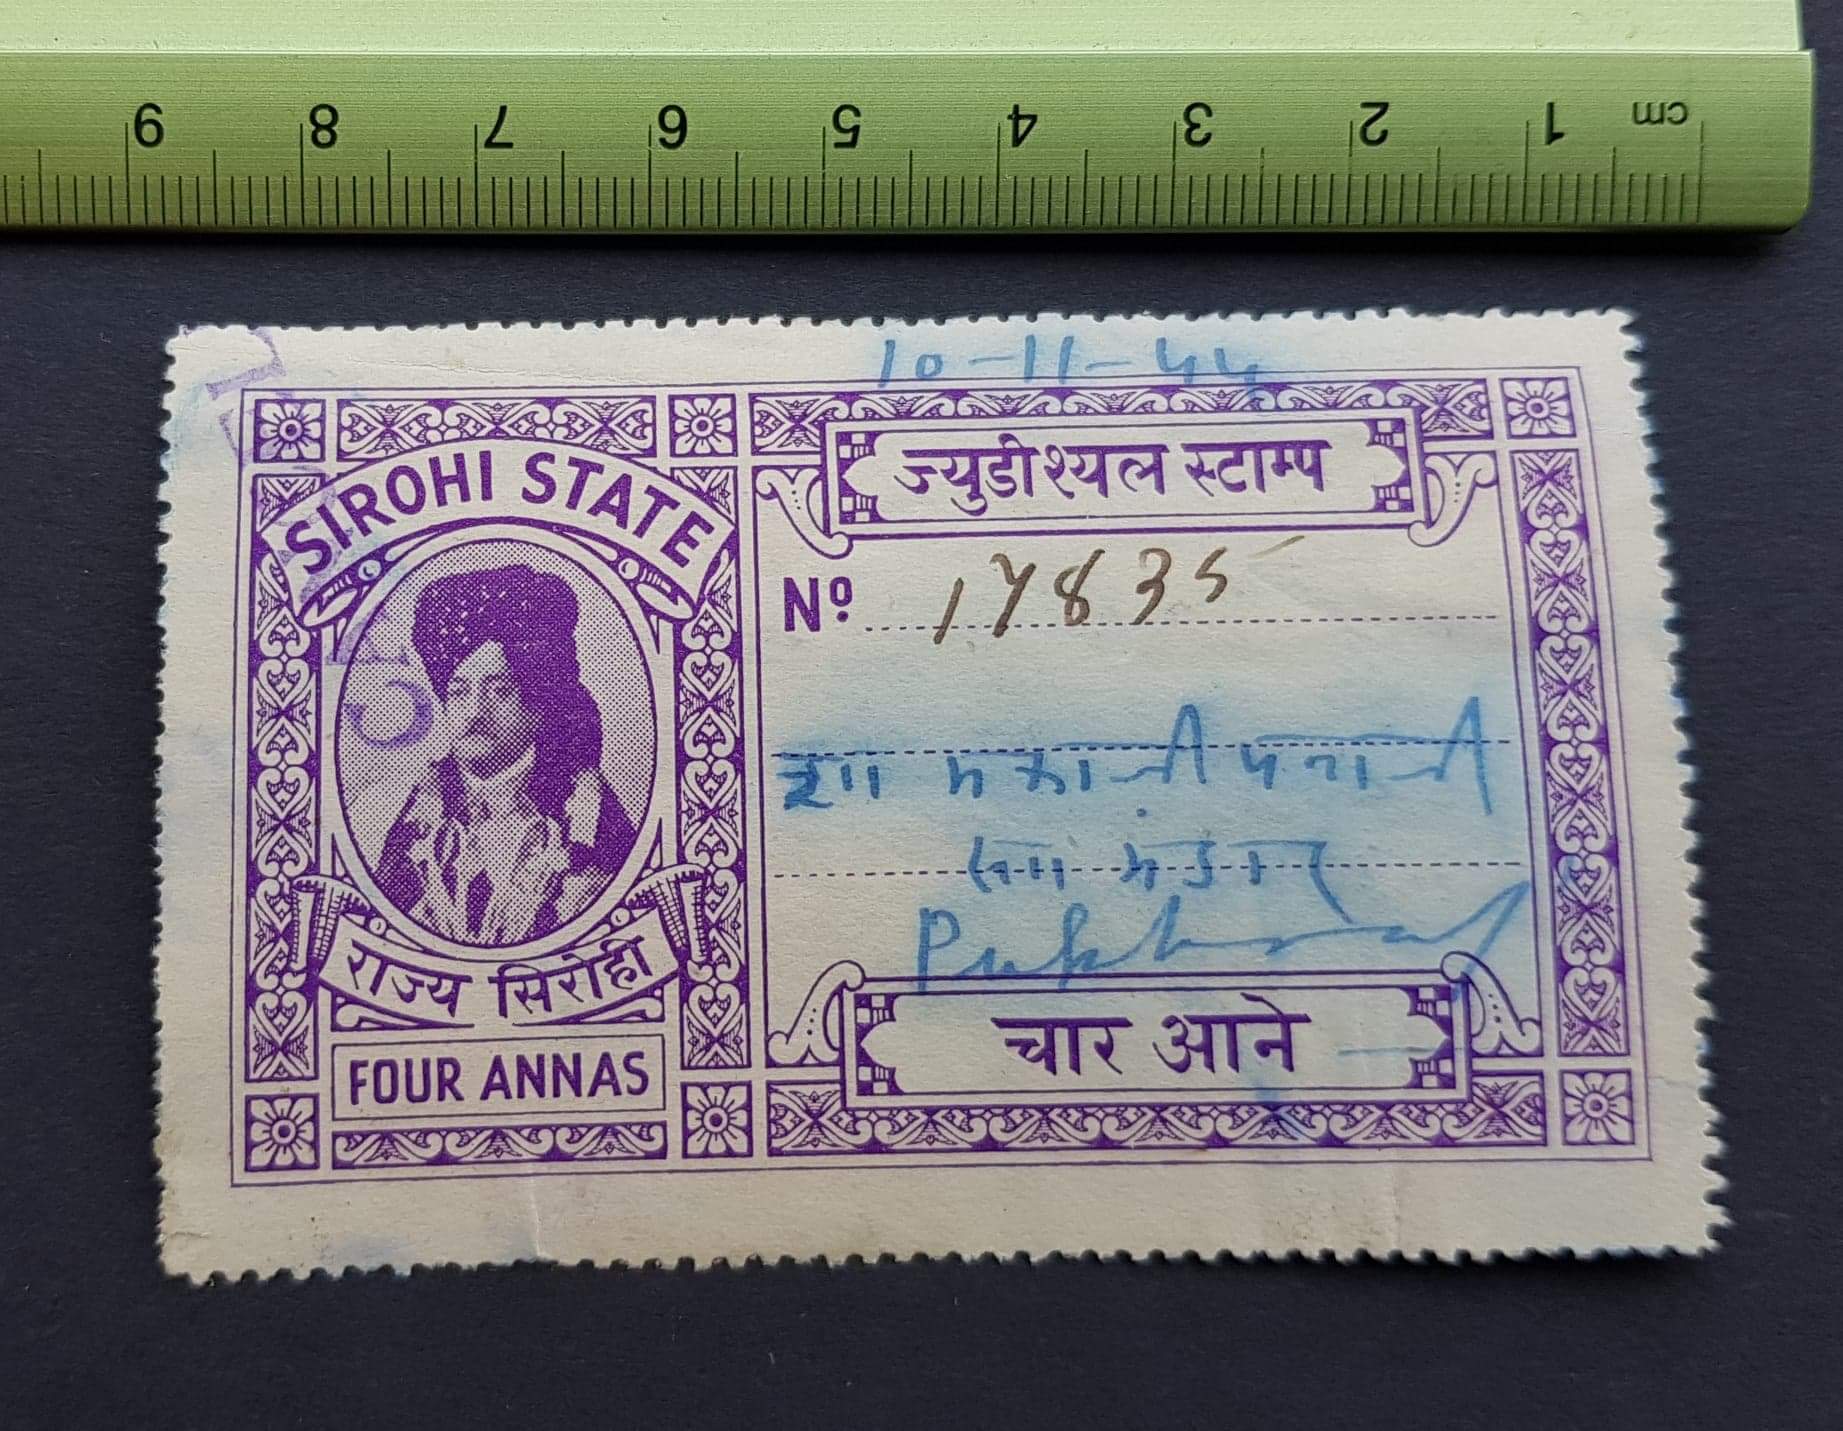 9 8 7 6 5 4 3 2 1 cm
10-11-44
SIROHI STATE
राज्य सिरोही
FOUR ANNAS
ज्युडीश्यल स्टाम्प
Nº 17835
Pukhraj
चार आने